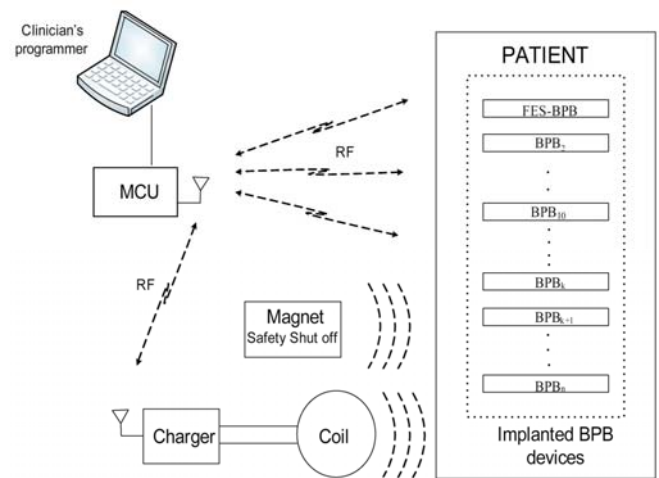 Clinician's
programmer
MCU
RF
RF
Magnet
Safety Shut off
Charger
Coil
PATIENT
FES-BPB
BPB2
BPB10
BPBk
BPBk+1
BPBn
Implanted BPB
devices